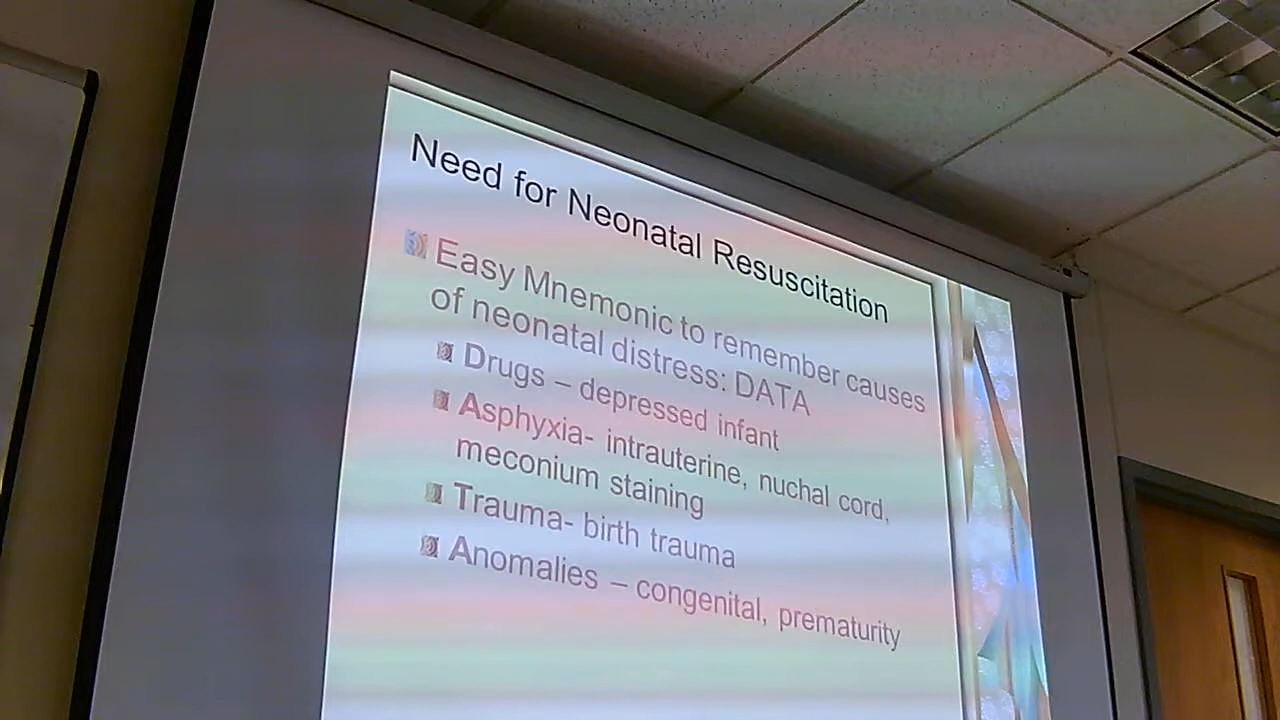 Need for Neonatal Resuscitation
Easy Mnemonic to remember causes
of neonatal distress: DATA
Drugs – depressed infant
Asphyxia- intrauterine, nuchal cord,
meconium staining
Trauma- birth trauma
Anomalies – congenital, prematurity